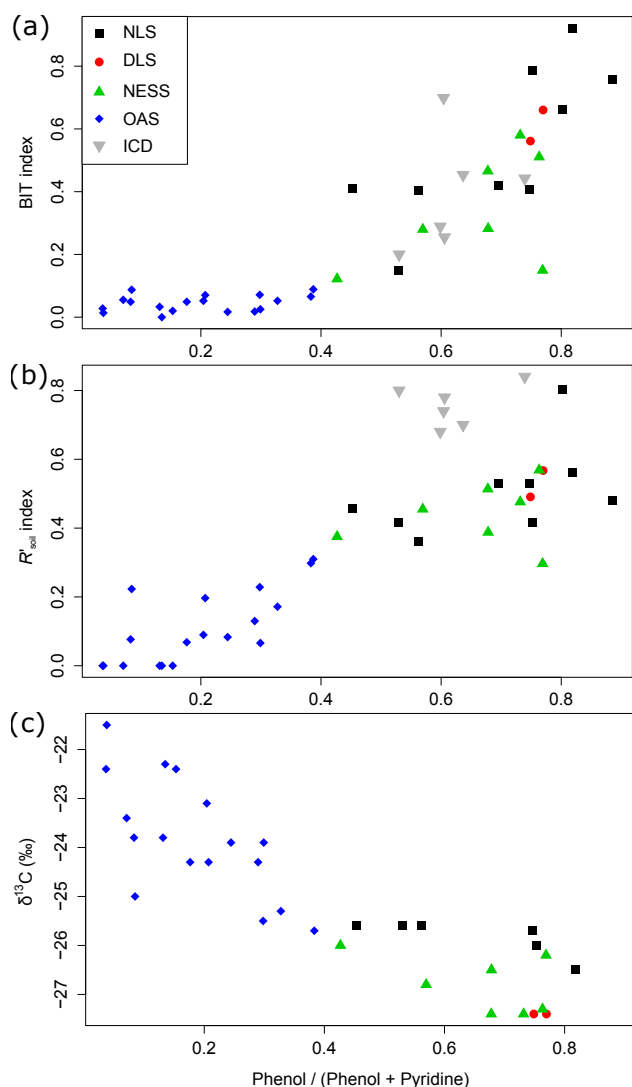 (a)
NLS
DLS
NESS
OAS
ICD
BIT index
0.0 0.2 0.4 0.6 0.8
0.2 0.4 0.6 0.8
(b)
R'soil index
0.0 0.2 0.4 0.6 0.8
0.2 0.4 0.6 0.8
(c)
δ¹³C (‰)
-27 -26 -25 -24 -23 -22
0.2 0.4 0.6 0.8
Phenol / (Phenol + Pyridine)